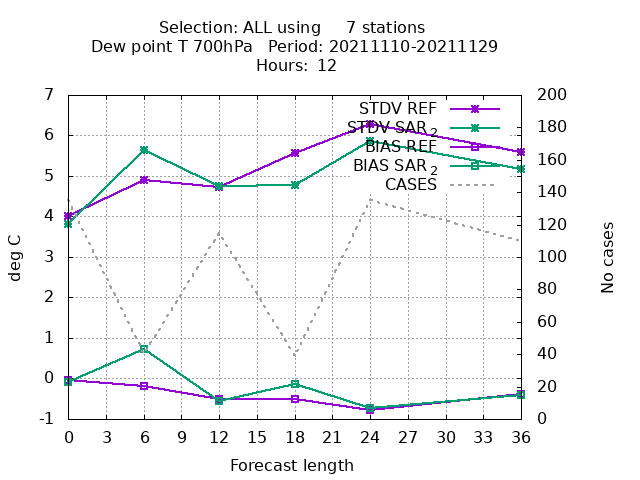 Selection: ALL using     7 stations
Dew point T 700hPa   Period: 20211110-20211129
Hours: 12
7 6 5 4 3 2 1 0 -1
deg C
STDV REF
STDV SAR 2
BIAS REF
BIAS SAR 2
CASES
200 180 160 140 120 100 80 60 40 20 0
No cases
0 3 6 9 12 15 18 21 24 27 30 33 36
Forecast length